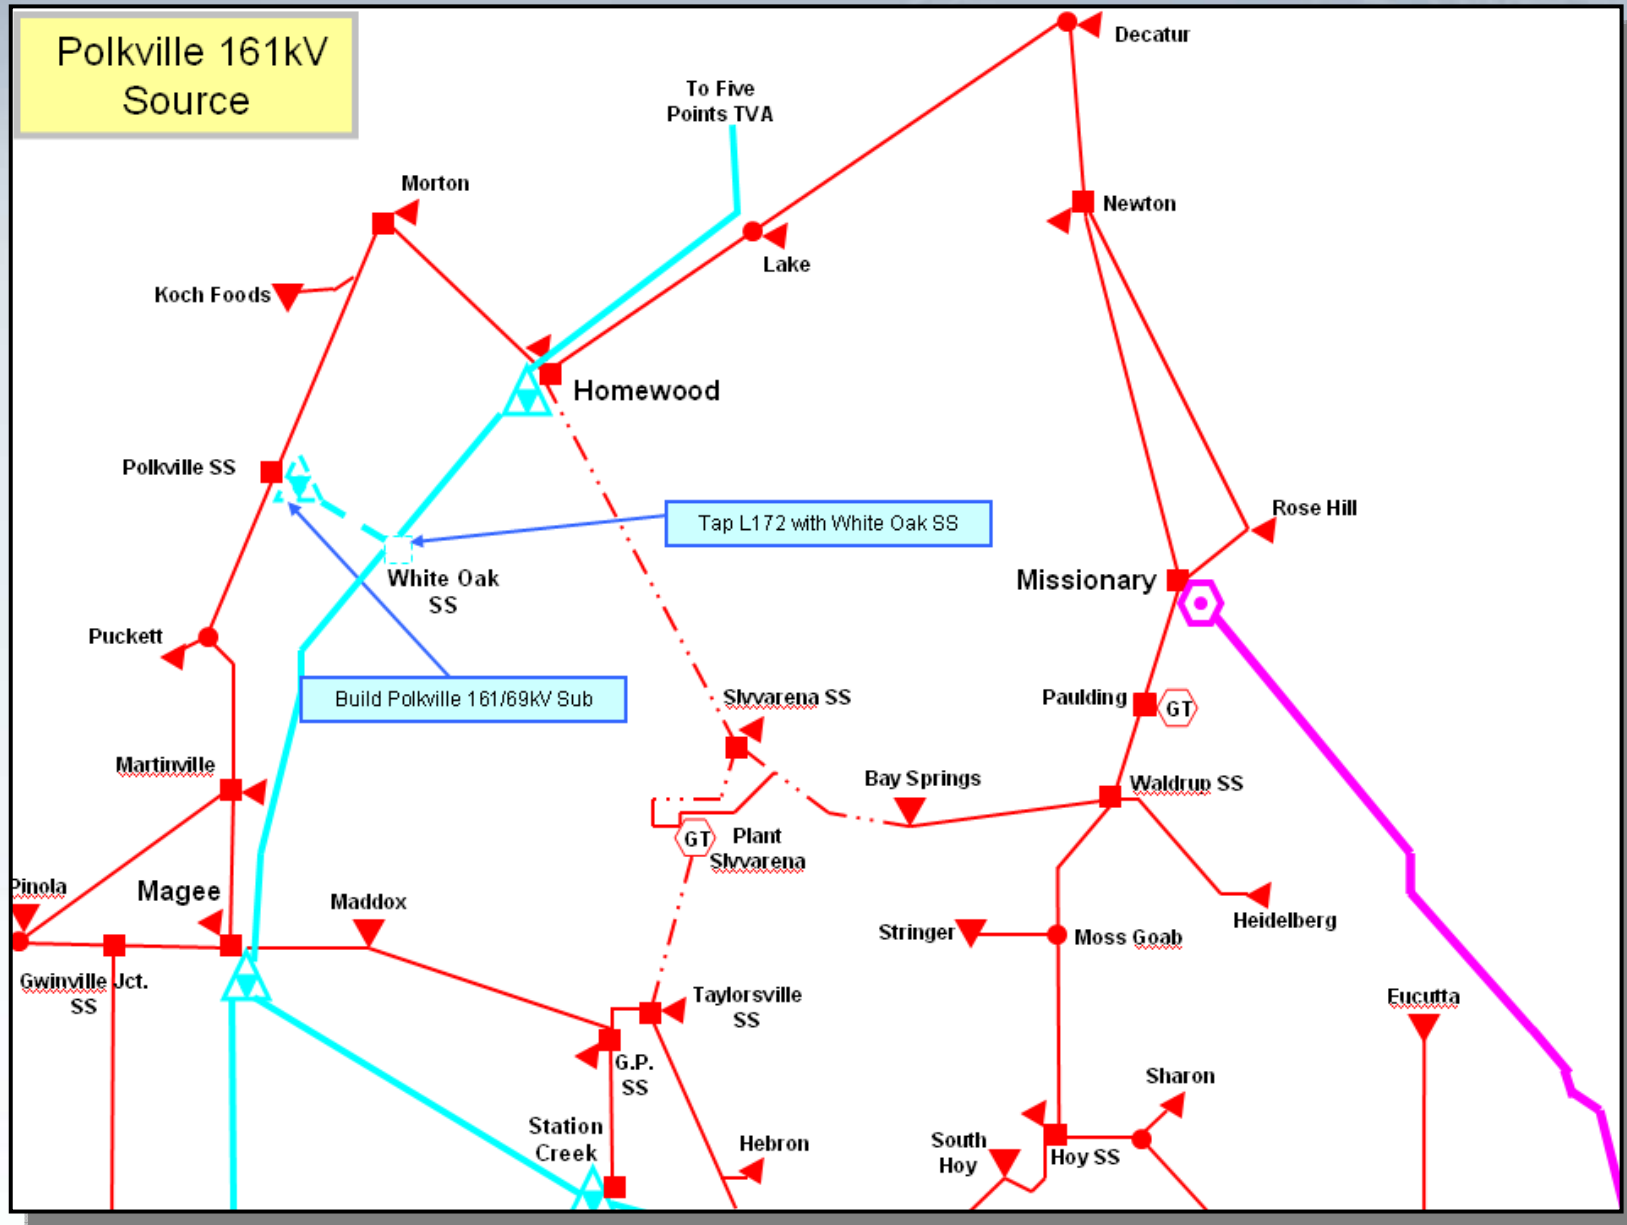 Polkville 161kV
Source
Decatur
To Five
Points TVA
Morton
Newton
Lake
Koch Foods
Homewood
Polkville SS
Rose Hill
Tap L172 with White Oak SS
White Oak
SS
Missionary
Puckett
Build Polkville 161/69kV Sub
Slvvarena SS
Paulding
GT
Martinville
Bay Springs
Waldrup SS
GT
Plant
Slvvarena
Pinola
Magee
Maddox
Stringer
Moss Goab
Heidelberg
Gwinville Jct.
SS
Taylorsville
SS
Eucutta
G.P.
SS
Sharon
Station
Creek
Hebron
South
Hoy
Hoy SS